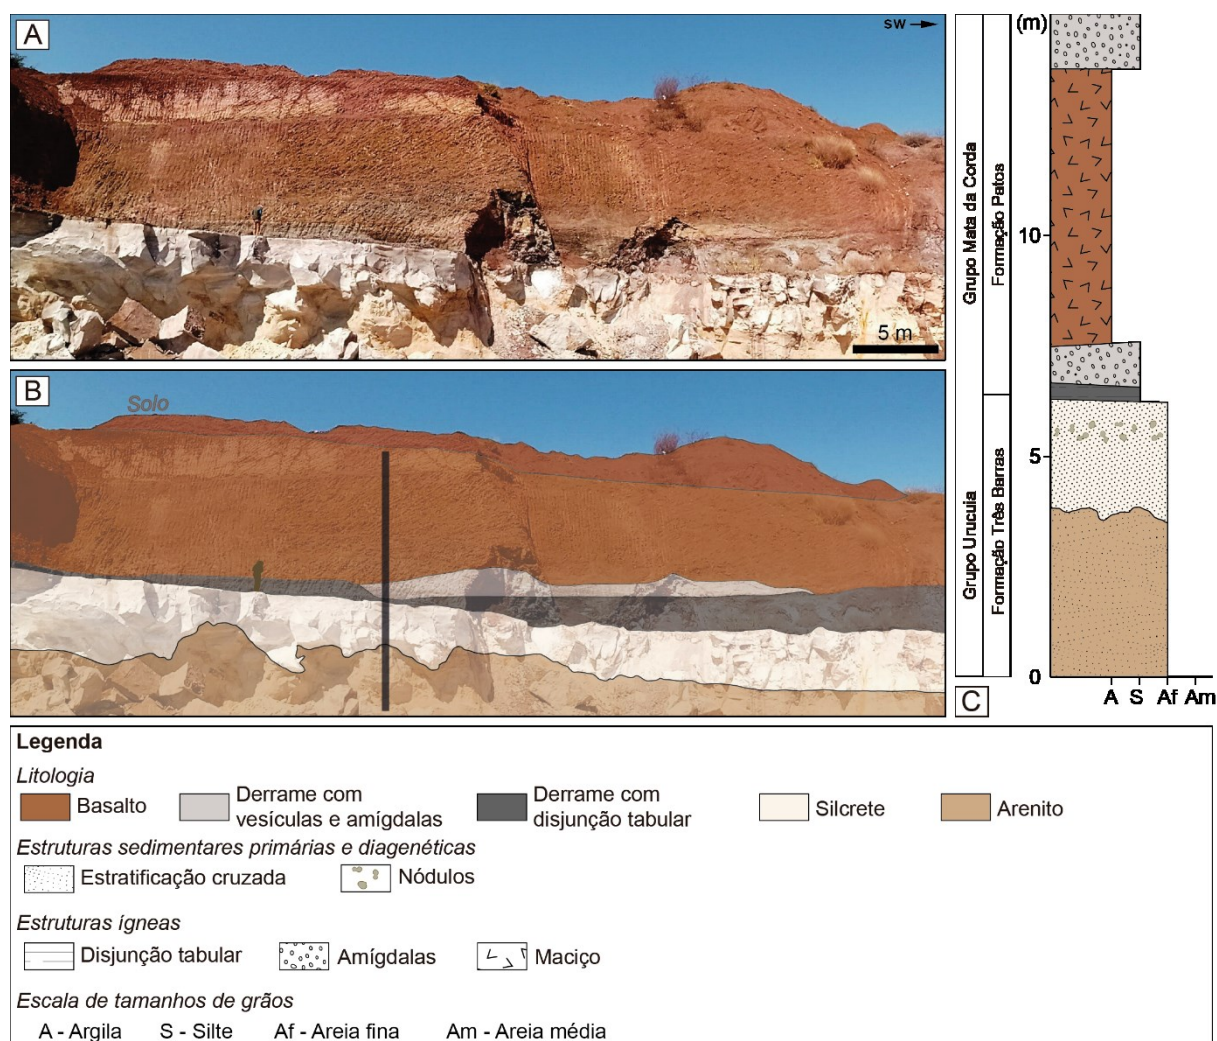 A
SW
5 m
B
Solo
(m)
10
5
0
Grupo Mata da Corda
Formação Patos
Grupo Urucuia
Formação Três Barras
C
A S Af Am
Legenda
Litologia
Basalto
Derrame com
vesículas e amígdalas
Derrame com
disjunção tabular
Silcrete
Arenito
Estruturas sedimentares primárias e diagenéticas
Estratificação cruzada
Nódulos
Estruturas ígneas
Disjunção tabular
Amígdalas
Maciço
Escala de tamanhos de grãos
A - Argila S - Silte Af - Areia fina Am - Areia média